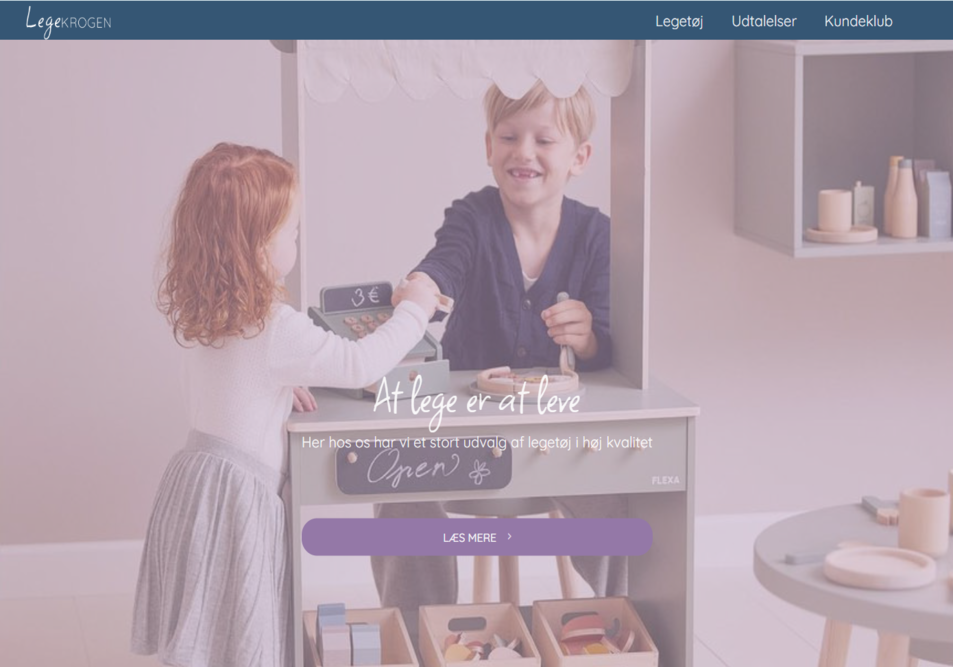 LegeKROGEN
Legetøj Udtalelser Kundeklub
3 €
At lege er at leve
Her hos os har vi et stort udvalg af legetøj i høj kvalitet
Open
FLEXA
LÆS MERE >